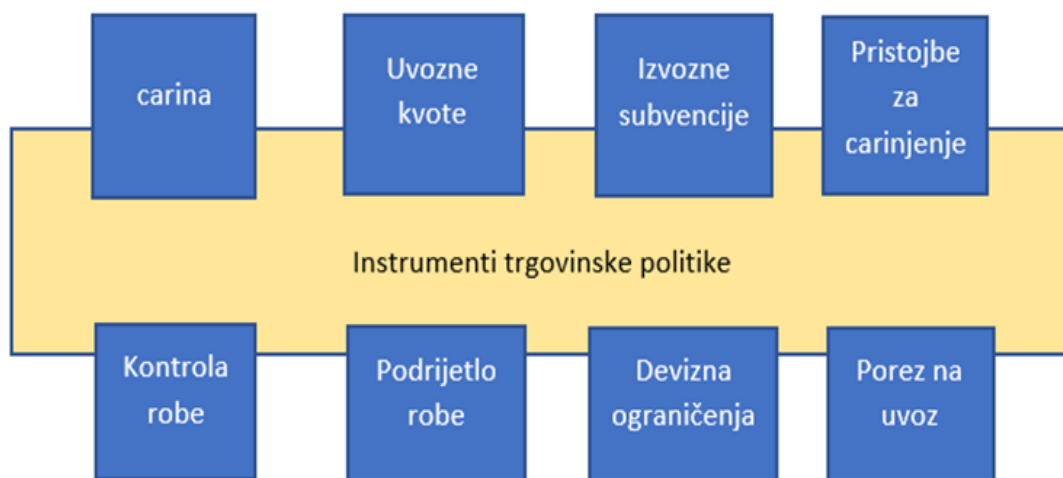 carina
Uvozne
kvote
Izvozne
subvencije
Pristojbe
za
carinjenje
Instrumenti trgovinske politike
Kontrola
robe
Podrijetlo
robe
Devizna
ograničenja
Porez na
uvoz